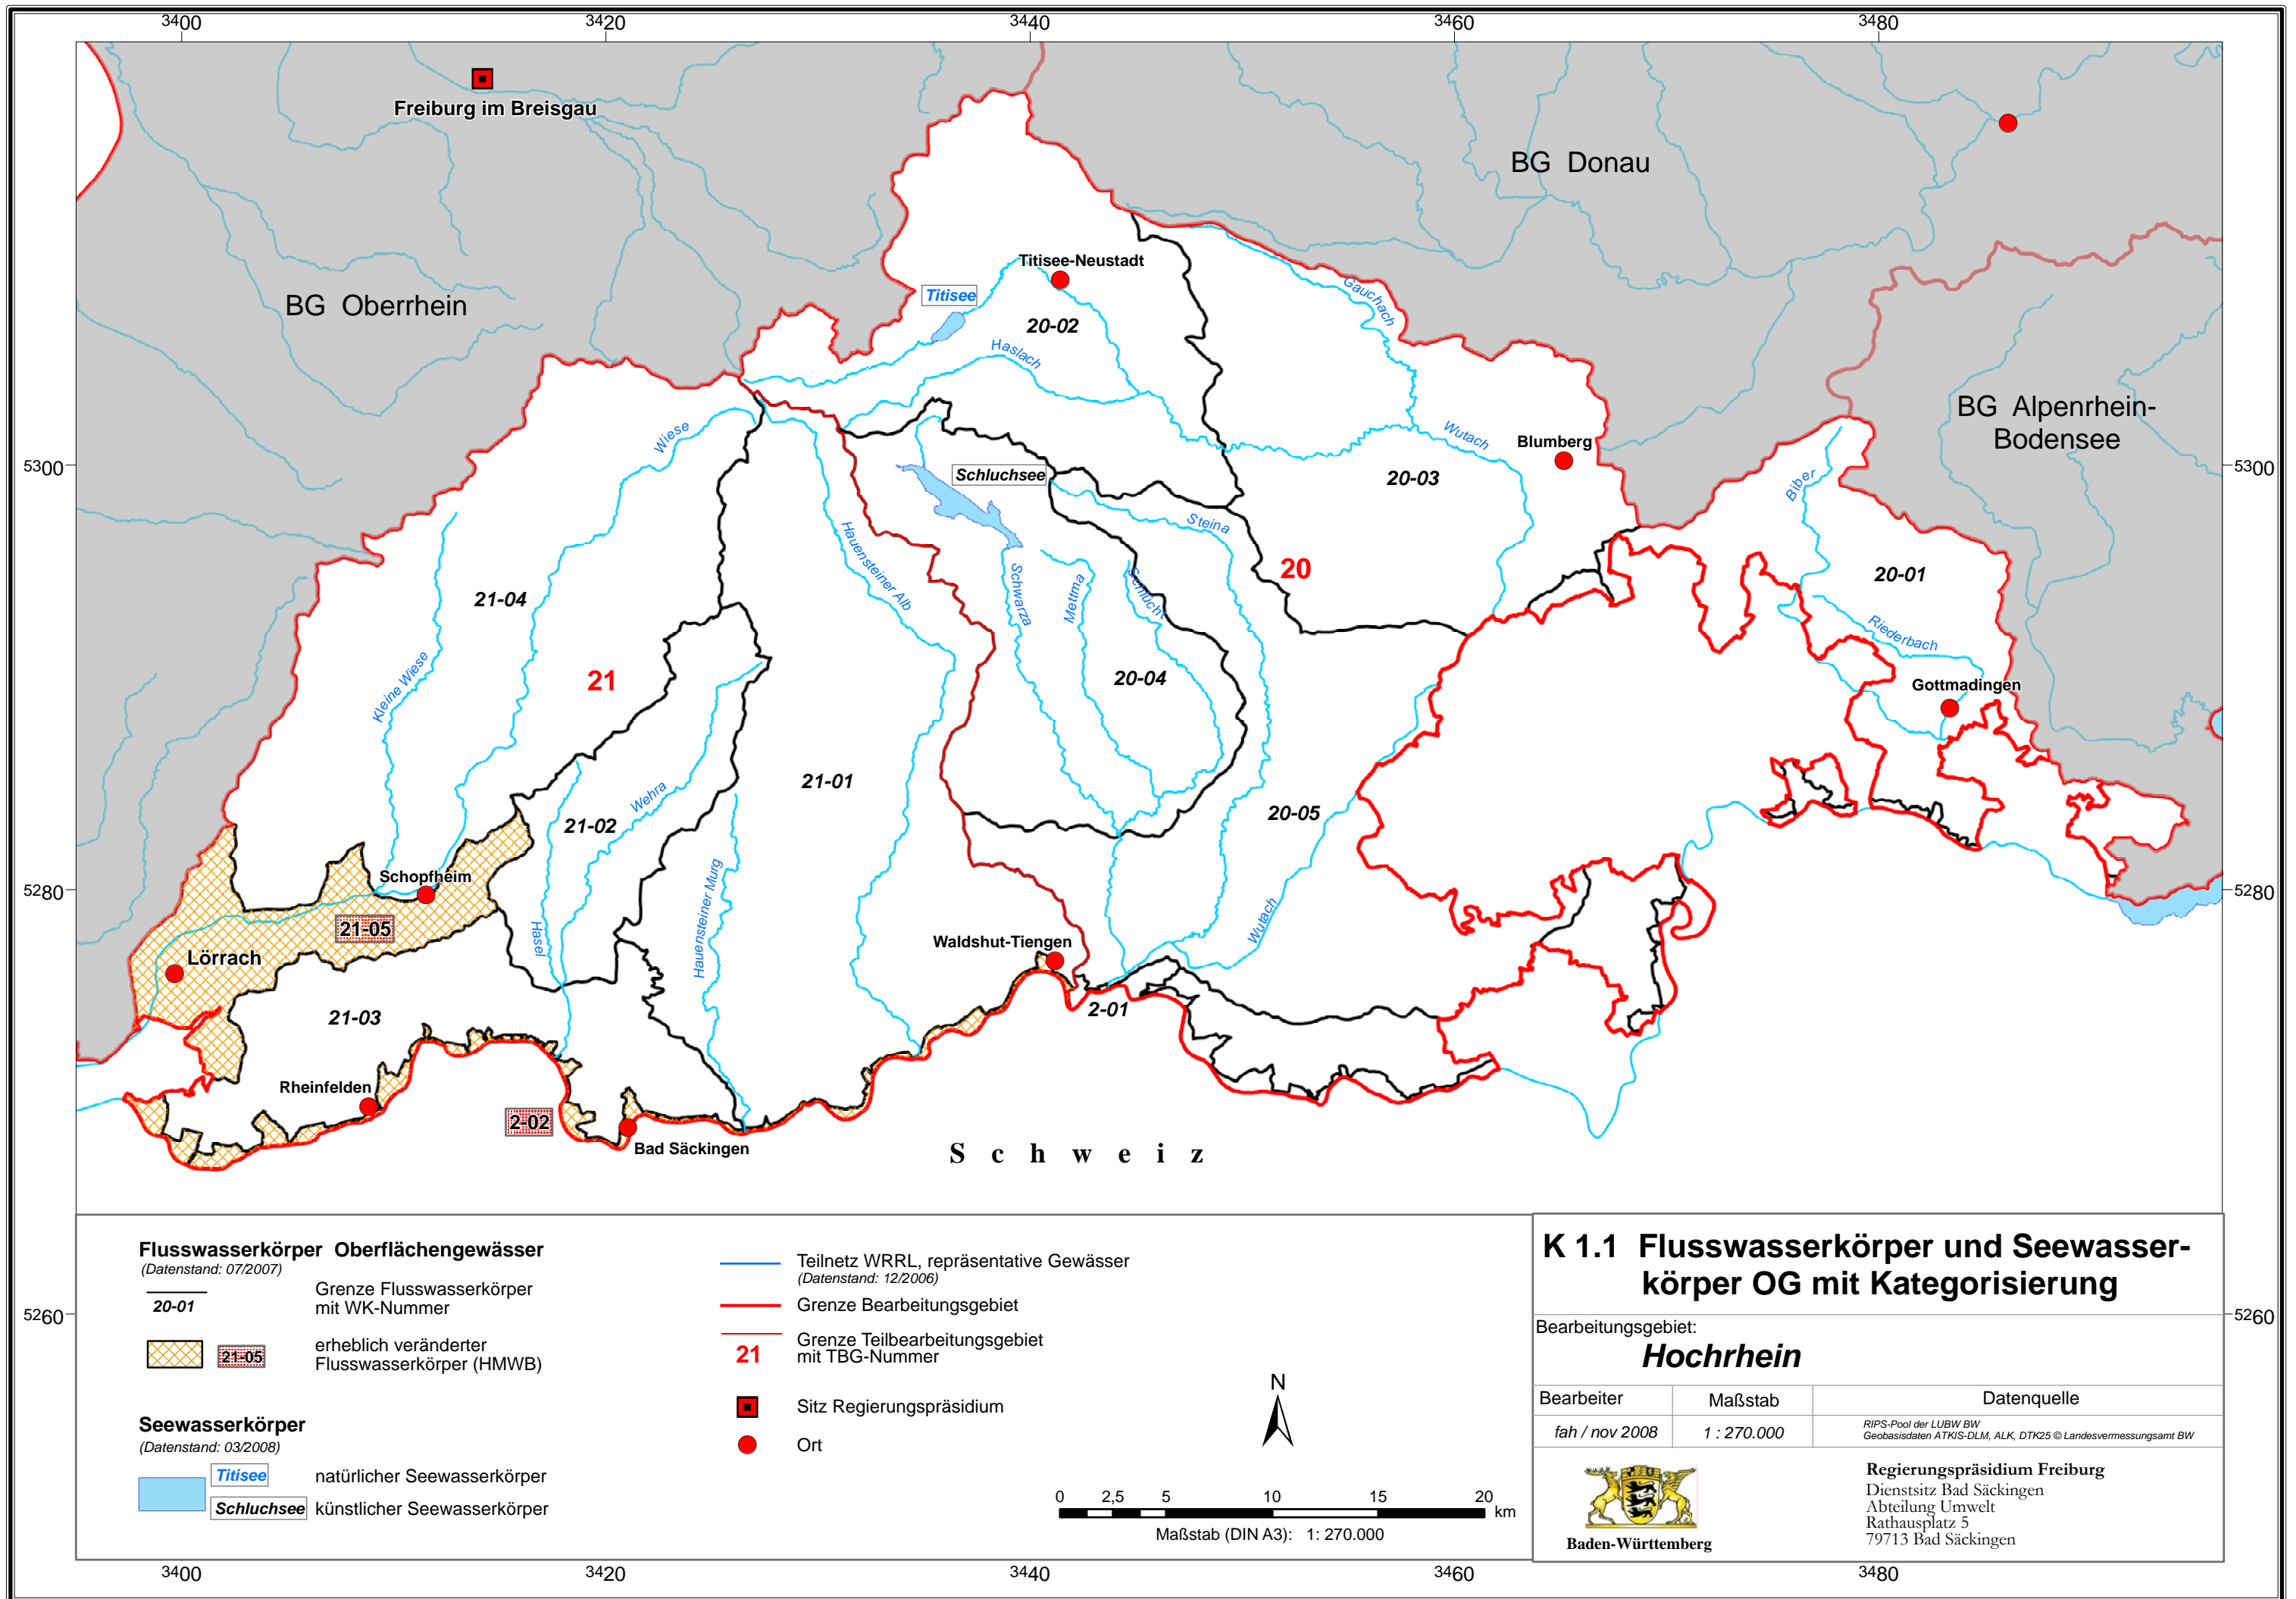 3400 3420 3440 3460 3480
Freiburg im Breisgau
BG Donau
BG Oberrhein
BG Alpenrhein-
Bodensee
Titisee-Neustadt
Titisee
20-02
Haslach
Gauchach
Wutach
Blumberg
20-03
5300
5300
Wiese
Schluchsee
Steina
Biber
Hauensteiner Alb
20
20-01
21-04
Schwarza
Mettma
Schlücht
Riederbach
Kleine Wiese
21
20-04
Gottmadingen
21-01
Wehra
21-02
20-05
Schopfheim
5280
5280
21-05
Hasel
Hauensteiner Murg
Wutach
Waldshut-Tiengen
Lörrach
2-01
21-03
Rheinfelden
2-02
Bad Säckingen
Schweiz
Flusswasserkörper Oberflächengewässer
(Datenstand: 07/2007)
20-01
Grenze Flusswasserkörper
mit WK-Nummer
21-05
erheblich veränderter
Flusswasserkörper (HMWB)
Seewasserkörper
(Datenstand: 03/2008)
Titisee natürlicher Seewasserkörper
Schluchsee künstlicher Seewasserkörper
Teilnetz WRRL, repräsentative Gewässer
(Datenstand: 12/2006)
Grenze Bearbeitungsgebiet
Grenze Teilbearbeitungsgebiet
21 mit TBG-Nummer
Sitz Regierungspräsidium
Ort
N
0 2,5 5 10 15 20
km
Maßstab (DIN A3): 1: 270.000
5260
5260
K 1.1 Flusswasserkörper und Seewasser-
körper OG mit Kategorisierung
Bearbeitungsgebiet:
Hochrhein
Bearbeiter Maßstab Datenquelle
fah / nov 2008 1 : 270.000
RIPS-Pool der LUBW BW
Geobasisdaten ATKIS-DLM, ALK, DTK25 © Landesvermessungsamt BW
Baden-Württemberg
Regierungspräsidium Freiburg
Dienstsitz Bad Säckingen
Abteilung Umwelt
Rathausplatz 5
79713 Bad Säckingen
3400 3420 3440 3460 3480